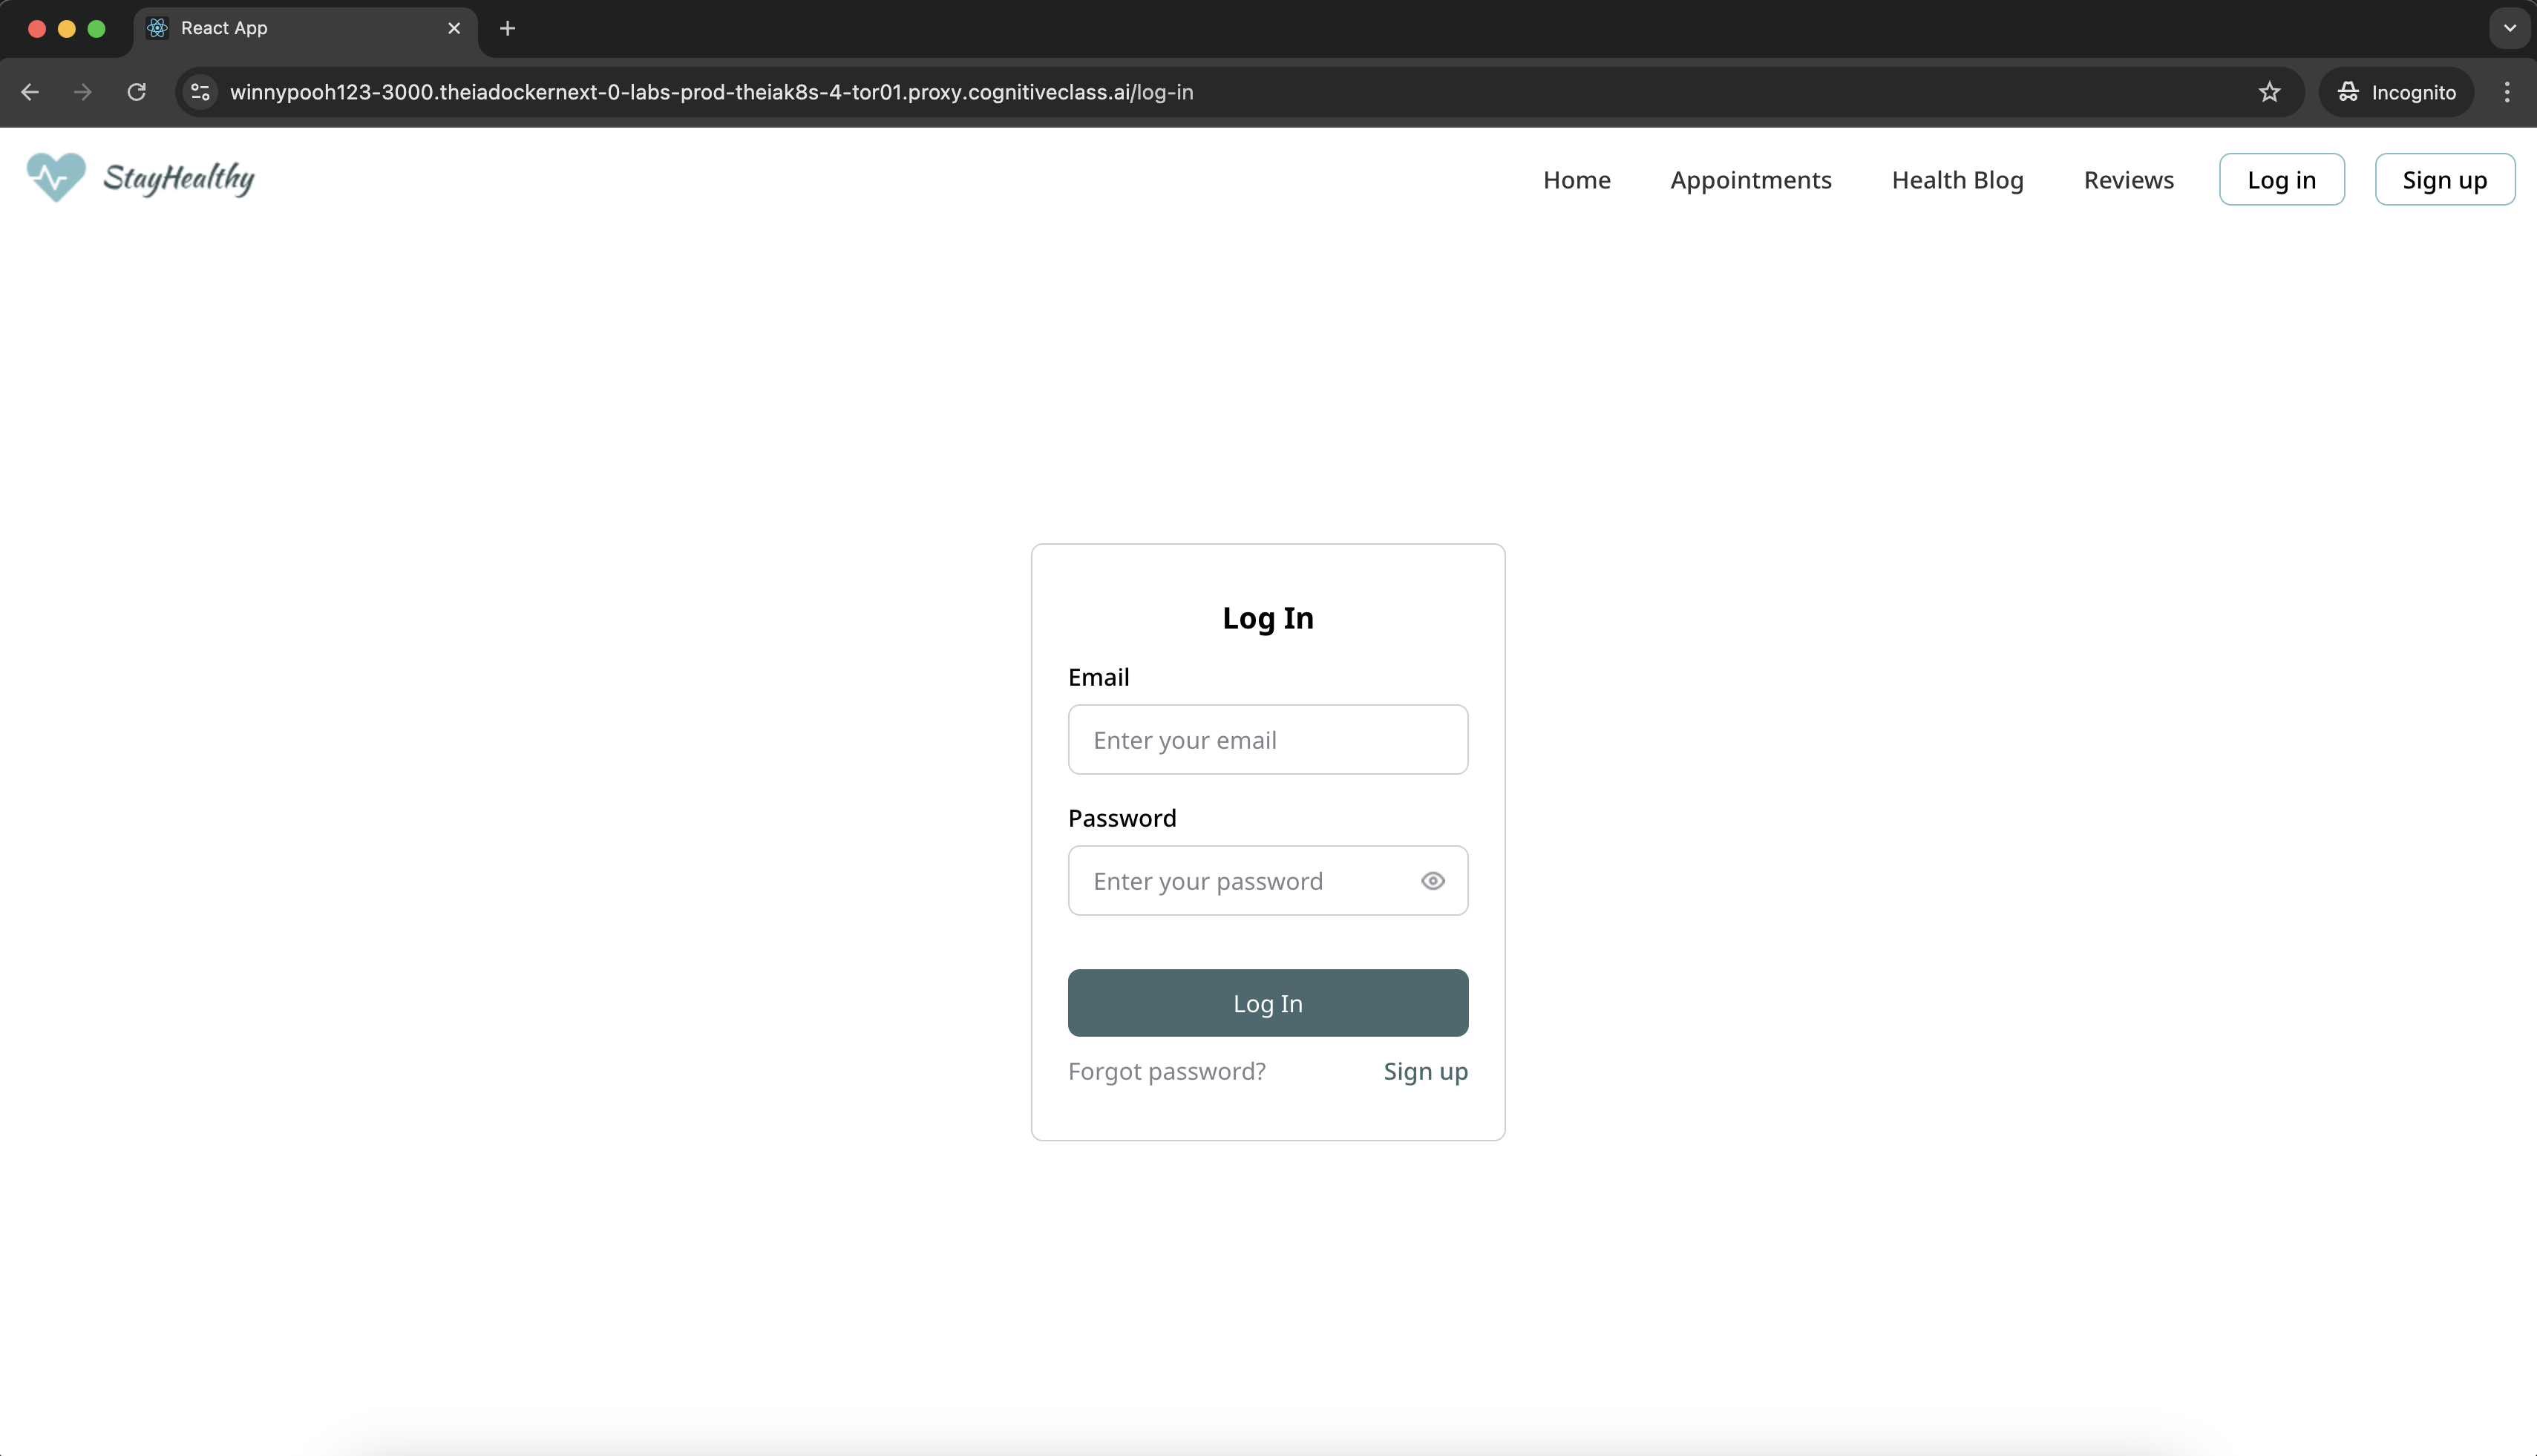 React App
winnypooh123-3000.theiadockernext-0-labs-prod-theiak8s-4-tor01.proxy.cognitiveclass.ai/log-in
Incognito
StayHealthy
Home
Appointments
Health Blog
Reviews
Log in
Sign up
Log In
Email
Enter your email
Password
Enter your password
Log In
Forgot password?
Sign up